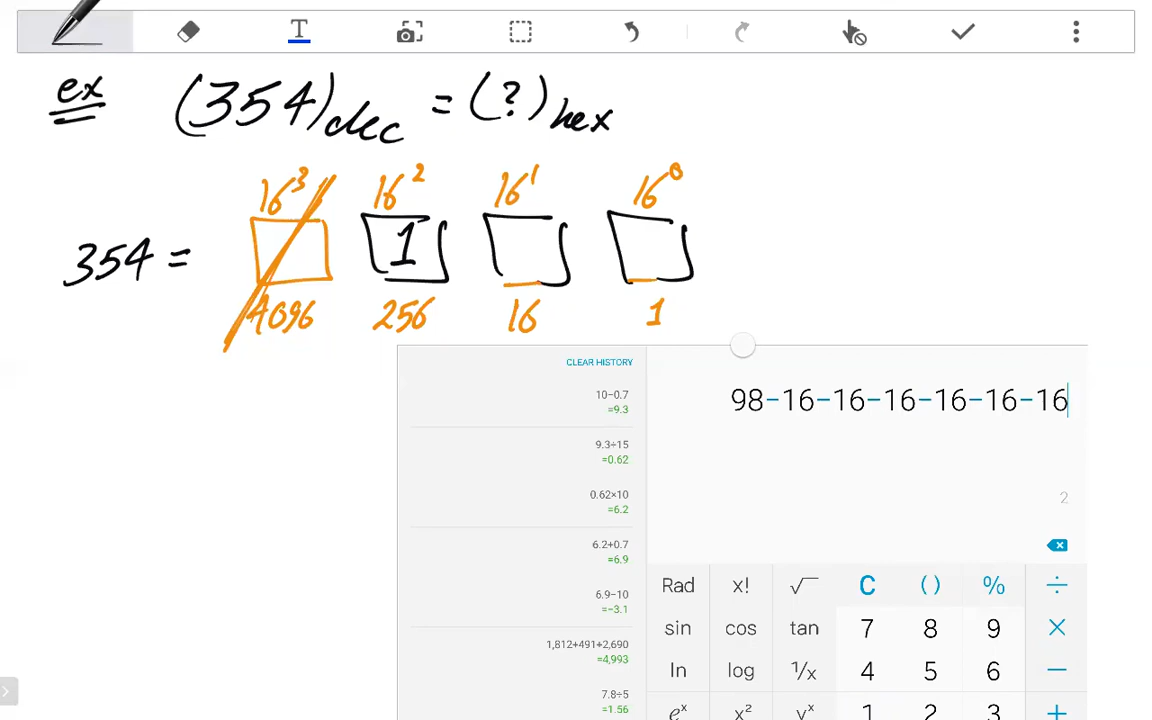 T
ex (354)dec = (?)hex
16³ 16² 16¹ 16⁰
354 = 1
4096 256 16 1
CLEAR HISTORY
10−0.7
=9.3
9.3÷15
=0.62
0.62×10
=6.2
6.2+0.7
=6.9
6.9−10
=−3.1
1,812+491+2,690
=4,993
7.8÷5
=1.56
98−16−16−16−16−16−16
2
Rad x! √ C ( ) % ÷
sin cos tan 7 8 9 ×
ln log 1/x 4 5 6 −
eˣ x² yˣ 1 2 3 +